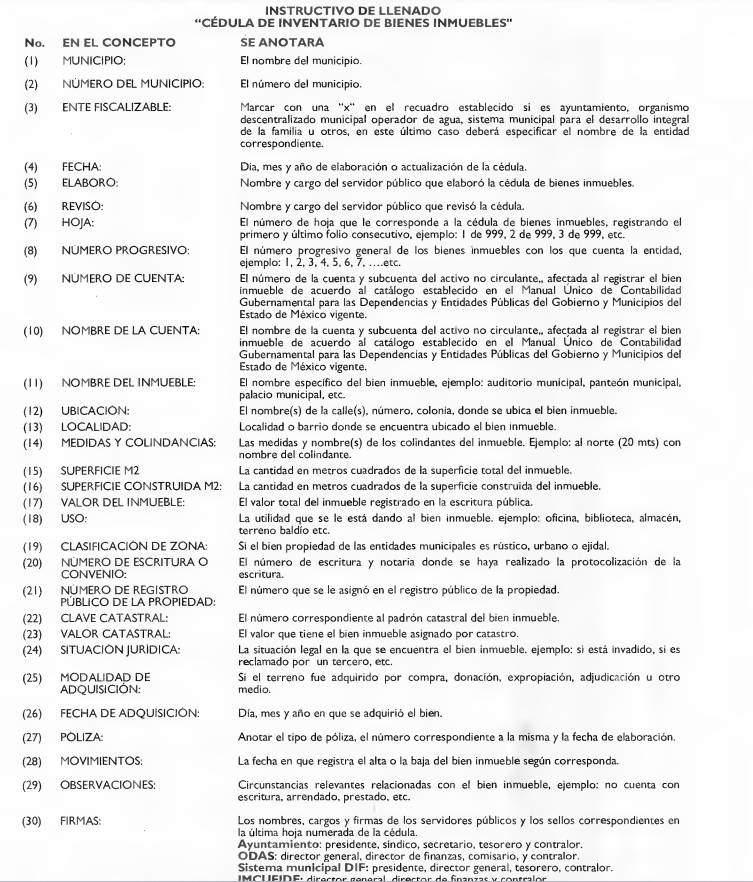 INSTRUCTIVO DE LLENADO
"CÉDULA DE INVENTARIO DE BIENES INMUEBLES"
No. EN EL CONCEPTO SE ANOTARÁ
(1) MUNICIPIO: El nombre del municipio.
(2) NÚMERO DEL MUNICIPIO: El número del municipio.
(3) ENTE FISCALIZABLE: Marcar con una "x" en el recuadro establecido si es ayuntamiento, organismo
descentralizado municipal operador de agua, sistema municipal para el desarrollo integral
de la familia u otros, en este último caso deberá especificar el nombre de la entidad
correspondiente.
(4) FECHA: Día, mes y año de elaboración o actualización de la cédula.
(5) ELABORO: Nombre y cargo del servidor público que elaboró la cédula de bienes inmuebles.
(6) REVISÓ: Nombre y cargo del servidor público que revisó la cédula.
(7) HOJA: El número de hoja que le corresponde a la cédula de bienes inmuebles, registrando el
primero y último folio consecutivo, ejemplo: 1 de 999, 2 de 999, 3 de 999, etc.
(8) NÚMERO PROGRESIVO: El número progresivo general de los bienes inmuebles con los que cuenta la entidad,
ejemplo: 1, 2, 3, 4, 5, 6, 7, ….etc.
(9) NÚMERO DE CUENTA: El número de la cuenta y subcuenta del activo no circulante,, afectada al registrar el bien
inmueble de acuerdo al catálogo establecido en el Manual Único de Contabilidad
Gubernamental para las Dependencias y Entidades Públicas del Gobierno y Municipios del
Estado de México vigente.
(10) NOMBRE DE LA CUENTA: El nombre de la cuenta y subcuenta del activo no circulante,, afectada al registrar el bien
inmueble de acuerdo al catálogo establecido en el Manual Único de Contabilidad
Gubernamental para las Dependencias y Entidades Públicas del Gobierno y Municipios del
Estado de México vigente.
(11) NOMBRE DEL INMUEBLE: El nombre específico del bien inmueble, ejemplo: auditorio municipal, panteón municipal,
palacio municipal, etc.
(12) UBICACIÓN: El nombre(s) de la calle(s), número, colonia, donde se ubica el bien inmueble.
(13) LOCALIDAD: Localidad o barrio donde se encuentra ubicado el bien inmueble.
(14) MEDIDAS Y COLINDANCIAS: Las medidas y nombre(s) de los colindantes del inmueble. Ejemplo: al norte (20 mts) con
nombre del colindante.
(15) SUPERFICIE M2 La cantidad en metros cuadrados de la superficie total del inmueble.
(16) SUPERFICIE CONSTRUIDA M2: La cantidad en metros cuadrados de la superficie construida del inmueble.
(17) VALOR DEL INMUEBLE: El valor total del inmueble registrado en la escritura pública.
(18) USO: La utilidad que se le está dando al bien inmueble. ejemplo: oficina, biblioteca, almacén,
terreno baldío etc.
(19) CLASIFICACIÓN DE ZONA: Si el bien propiedad de las entidades municipales es rústico, urbano o ejidal.
(20) NÚMERO DE ESCRITURA O El número de escritura y notaria donde se haya realizado la protocolización de la
CONVENIO: escritura.
(21) NÚMERO DE REGISTRO El número que se le asignó en el registro público de la propiedad.
PÚBLICO DE LA PROPIEDAD:
(22) CLAVE CATASTRAL: El número correspondiente al padrón catastral del bien inmueble.
(23) VALOR CATASTRAL: El valor que tiene el bien inmueble asignado por catastro.
(24) SITUACIÓN JURÍDICA: La situación legal en la que se encuentra el bien inmueble. ejemplo: si está invadido, si es
reclamado por un tercero, etc.
(25) MODALIDAD DE Si el terreno fue adquirido por compra, donación, expropiación, adjudicación u otro
ADQUISICIÓN: medio.
(26) FECHA DE ADQUISICIÓN: Día, mes y año en que se adquirió el bien.
(27) PÓLIZA: Anotar el tipo de póliza, el número correspondiente a la misma y la fecha de elaboración.
(28) MOVIMIENTOS: La fecha en que registra el alta o la baja del bien inmueble según corresponda.
(29) OBSERVACIONES: Circunstancias relevantes relacionadas con el bien inmueble, ejemplo: no cuenta con
escritura, arrendado, prestado, etc.
(30) FIRMAS: Los nombres, cargos y firmas de los servidores públicos y los sellos correspondientes en
la última hoja numerada de la cédula.
Ayuntamiento: presidente, síndico, secretario, tesorero y contralor.
ODAS: director general, director de finanzas, comisario, y contralor.
Sistema municipal DIF: presidente, director general, tesorero, contralor.
IMCUFIDE: director general, director de finanzas y contralor.